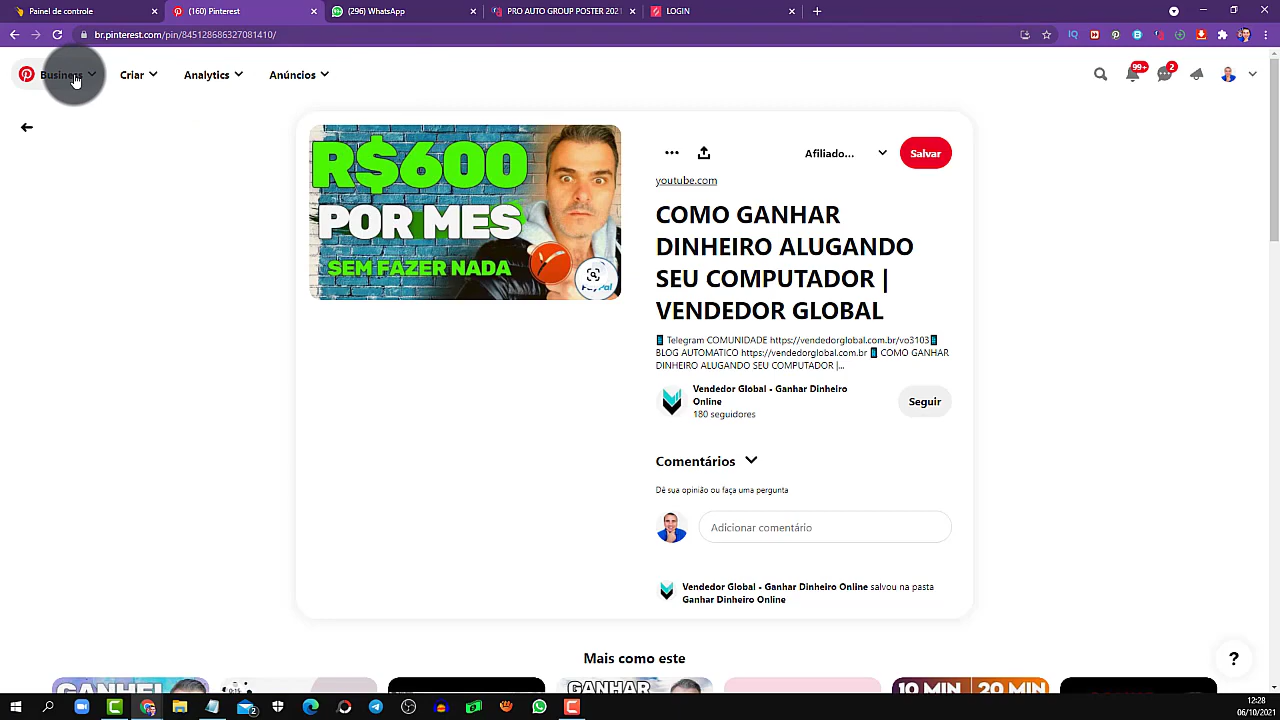 Painel de controle
(160) Pinterest
(296) WhatsApp
PRO AUTO GROUP POSTER 2021
LOGIN
br.pinterest.com/pin/845128686327081410/
Business
Criar
Analytics
Anúncios
99+
2
R$600
POR MES
SEM FAZER NADA
Afiliado...
Salvar
youtube.com
COMO GANHAR
DINHEIRO ALUGANDO
SEU COMPUTADOR |
VENDEDOR GLOBAL
Telegram COMUNIDADE https://vendedorglobal.com.br/vo3103
BLOG AUTOMATICO https://vendedorglobal.com.br COMO GANHAR
DINHEIRO ALUGANDO SEU COMPUTADOR |...
Vendedor Global - Ganhar Dinheiro
Online
180 seguidores
Seguir
Comentários
Dê sua opinião ou faça uma pergunta
Adicionar comentário
Vendedor Global - Ganhar Dinheiro Online salvou na pasta
Ganhar Dinheiro Online
Mais como este
GANHEI
GANHAR
10 MIN
20 MIN
?
12:28
06/10/2021